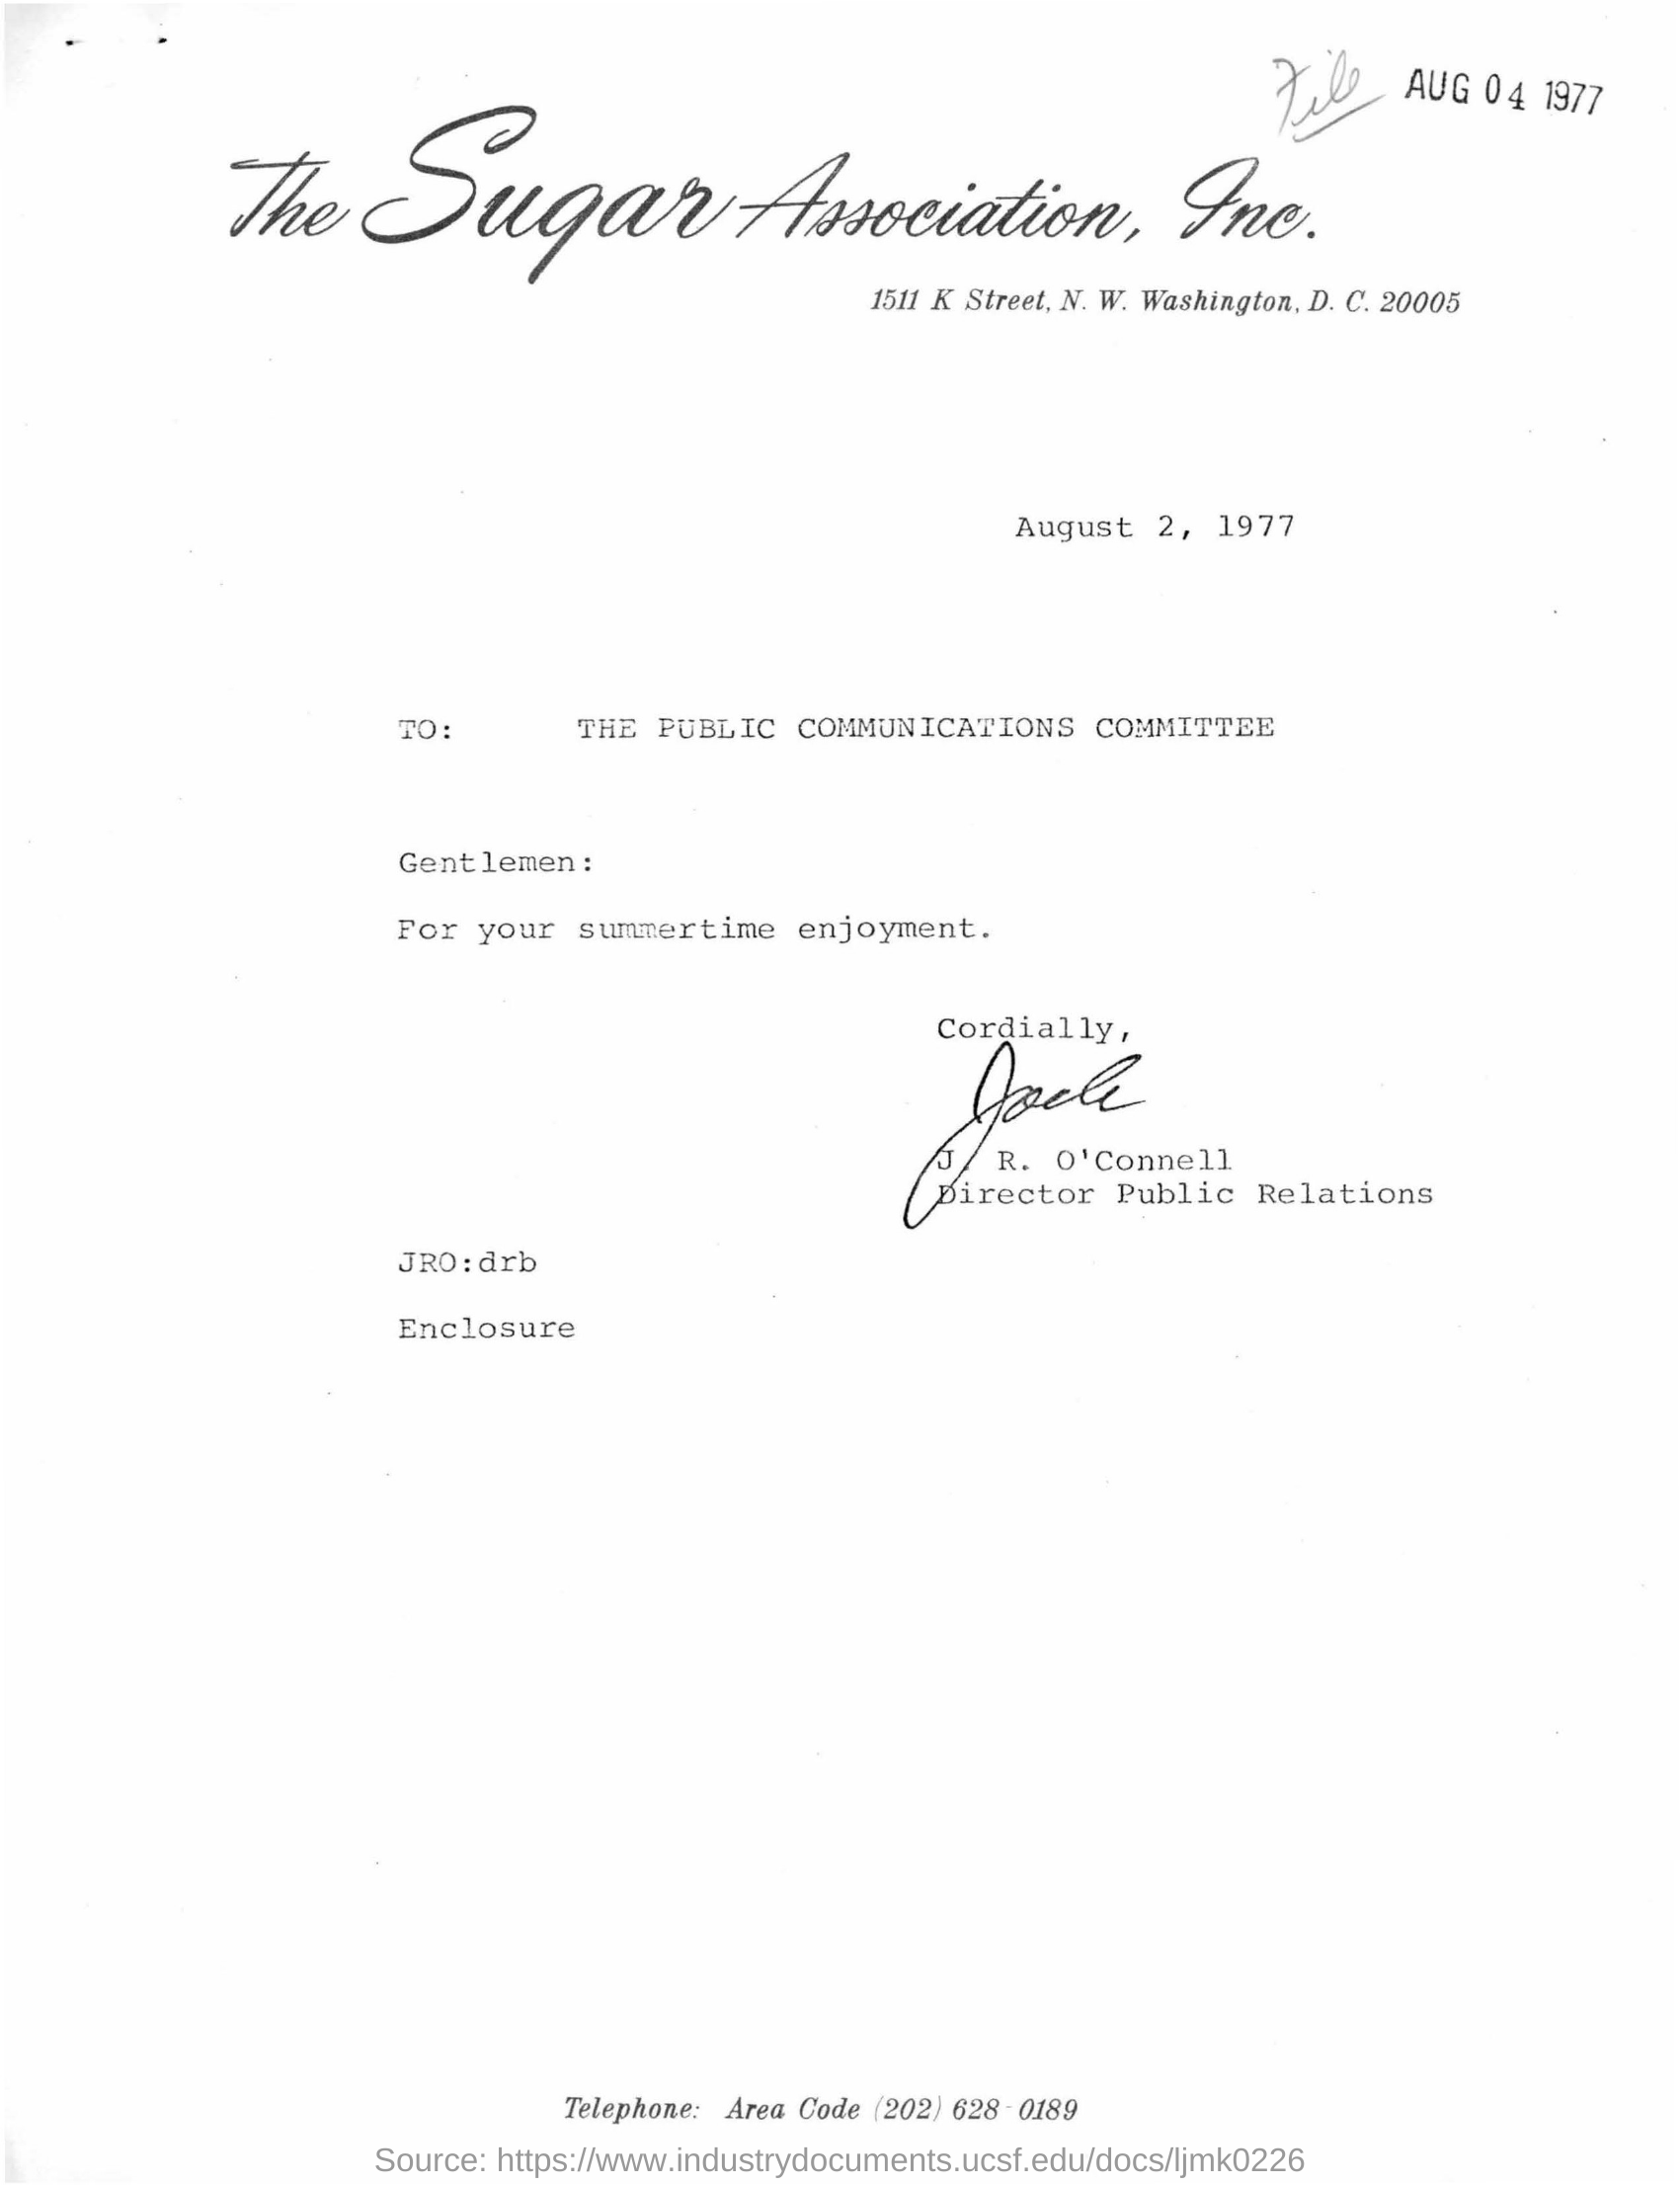 File AUG 04 1977
The Sugar Association, Inc.
1511 K Street, N. W. Washington, D. C. 20005
August 2, 1977
TO: THE PUBLIC COMMUNICATIONS COMMITTEE
Gentlemen:
For your summertime enjoyment.
Cordially,
Jack
J. R. O'Connell
Director Public Relations
JRO:drb
Enclosure
Telephone: Area Code (202) 628-0189
Source: https://www.industrydocuments.ucsf.edu/docs/ljmk0226